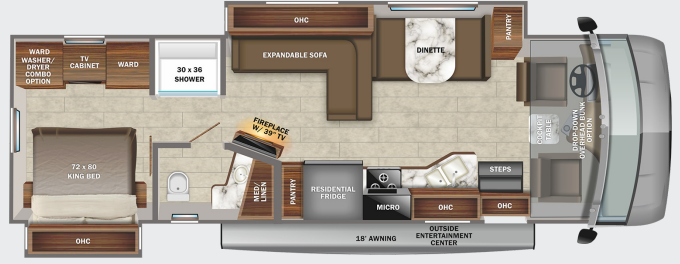 OHC
WARD
WASHER/
DRYER
COMBO
OPTION
TV
CABINET
WARD
30 x 36
SHOWER
EXPANDABLE SOFA
DINETTE
PANTRY
FIREPLACE
W/ 39" TV
COCKPIT
TABLE
DROP-DOWN
OVERHEAD BUNK
OPTION
72 x 80
KING BED
MED/
LINEN
PANTRY
RESIDENTIAL
FRIDGE
MICRO
STEPS
OHC
OHC
OHC
18' AWNING
OUTSIDE
ENTERTAINMENT
CENTER